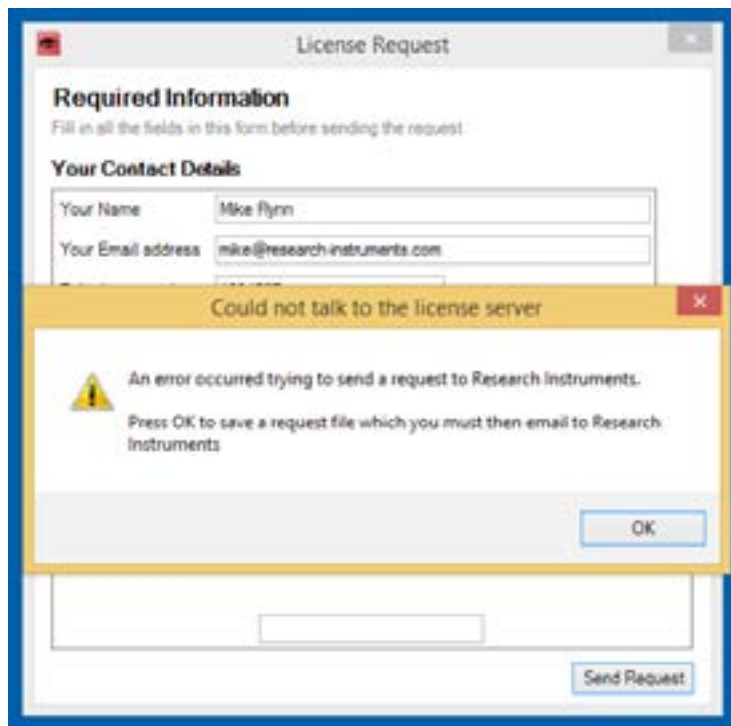 License Request
Required Information
Fill in all the fields in this form before sending the request
Your Contact Details
Your Name
Mike Flynn
Your Email address
mike@research-instruments.com
Could not talk to the license server
An error occurred trying to send a request to Research Instruments.
Press OK to save a request file which you must then email to Research
Instruments
OK
Send Request